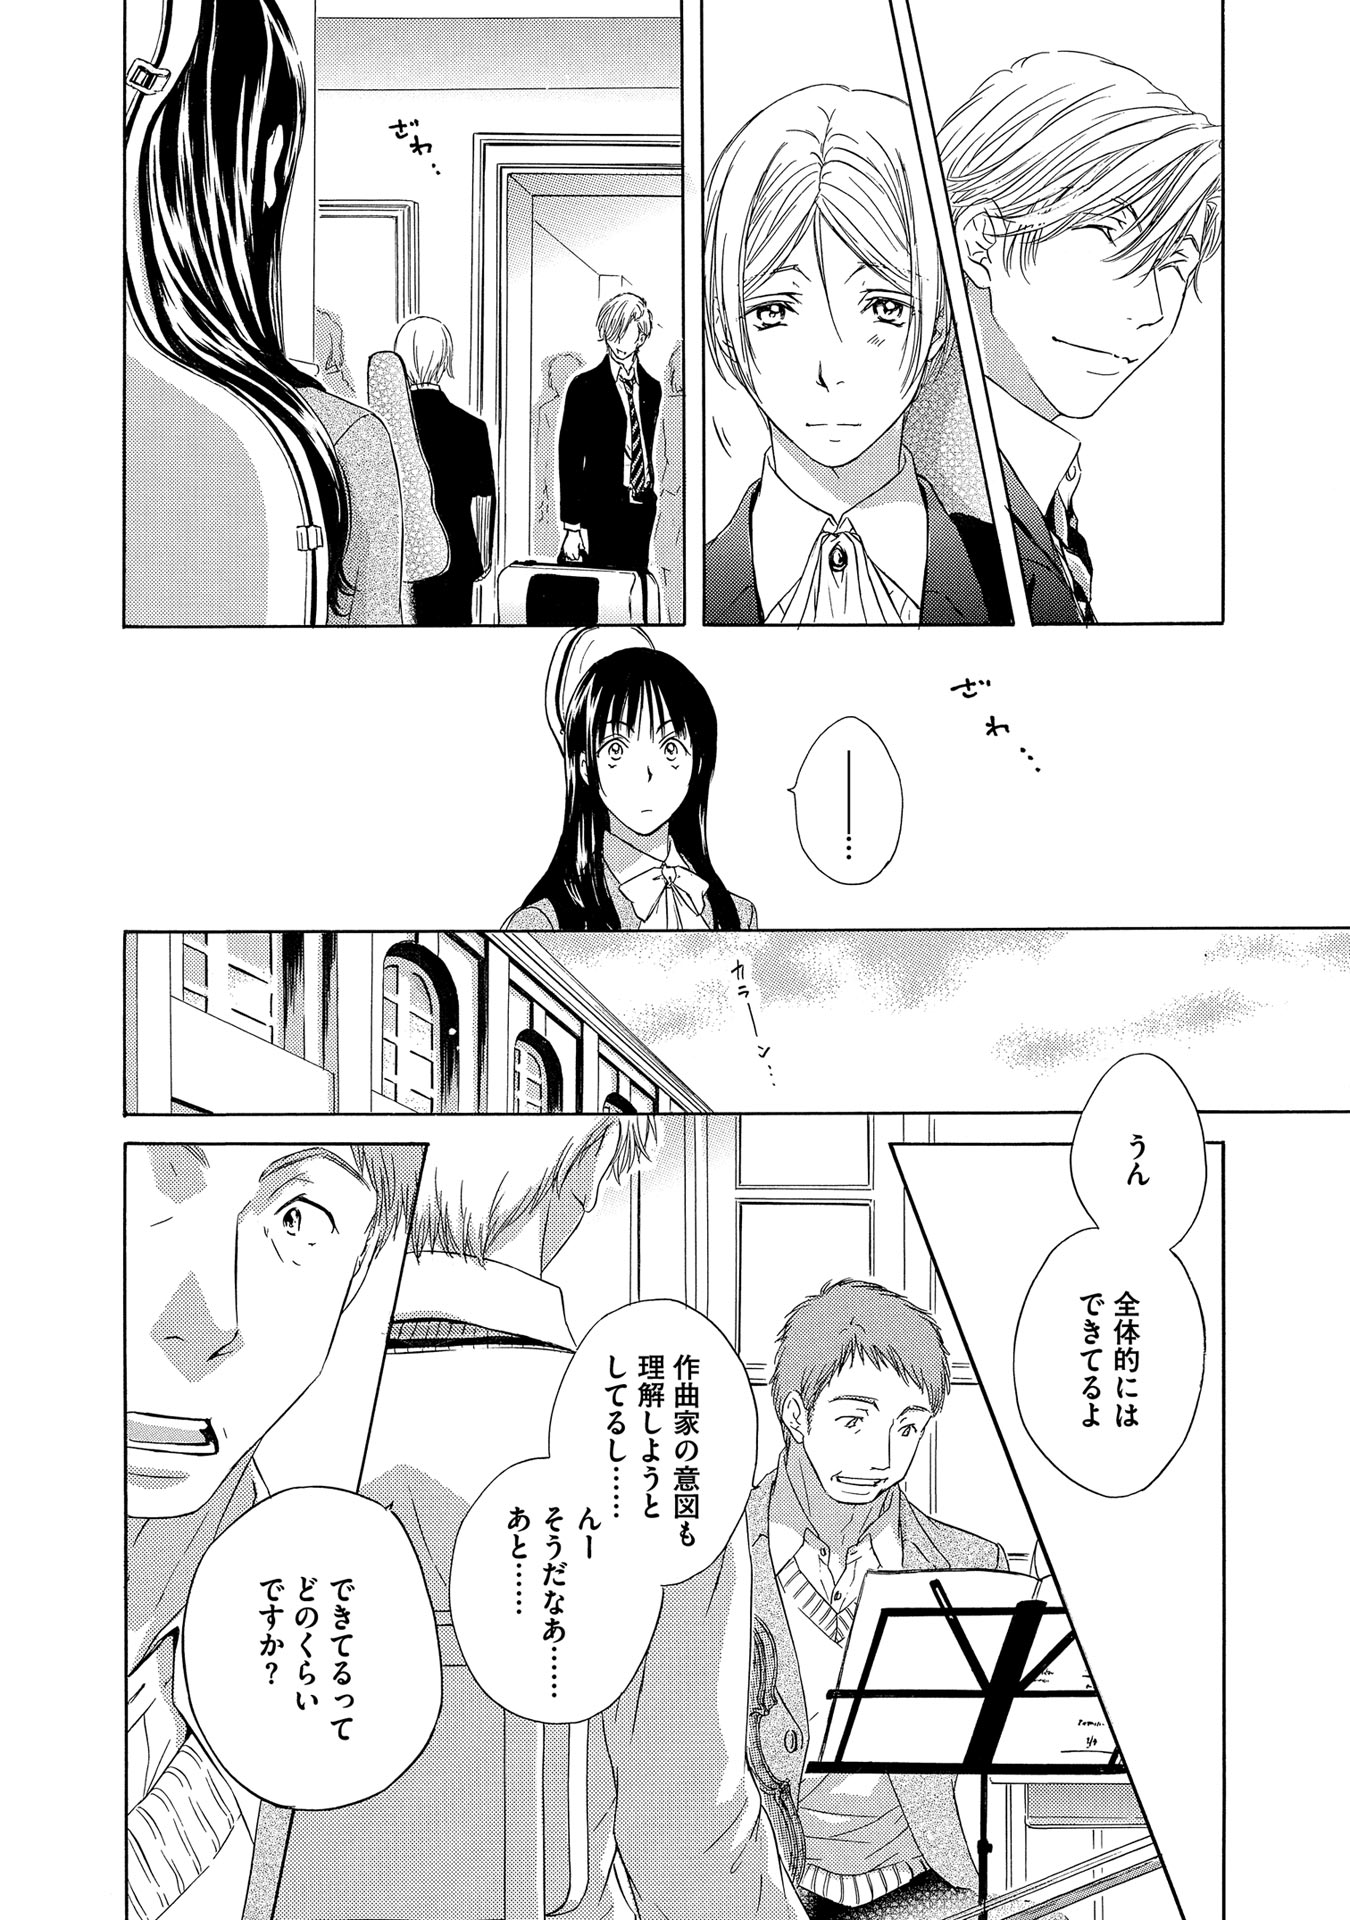 ざわ…
ざわ…
――…
カラーン…
うん
全体的には
できてるよ
作曲家の意図も
理解しようと
してるし……
んー
そうだなあ……
あと……
できてるって
どのくらい
ですか?